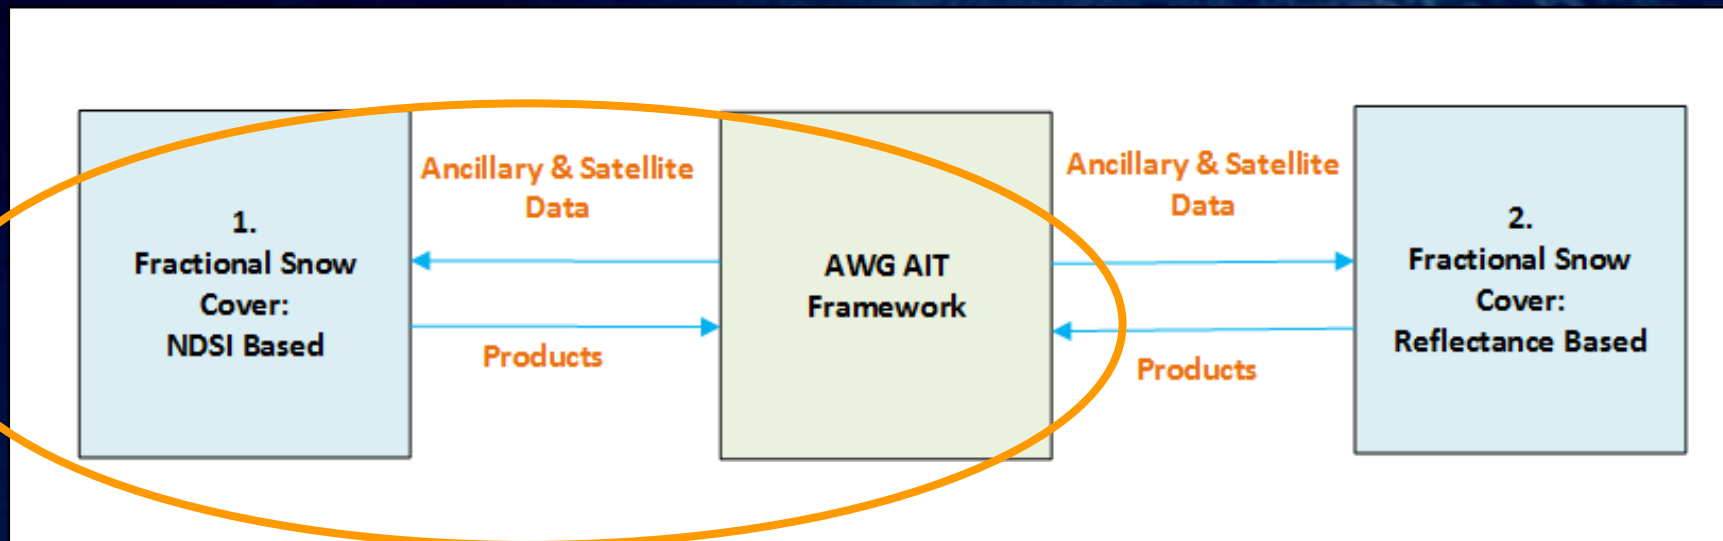 1.
Fractional Snow
Cover:
NDSI Based
Ancillary & Satellite
Data
Products
AWG AIT
Framework
Ancillary & Satellite
Data
Products
2.
Fractional Snow
Cover:
Reflectance Based